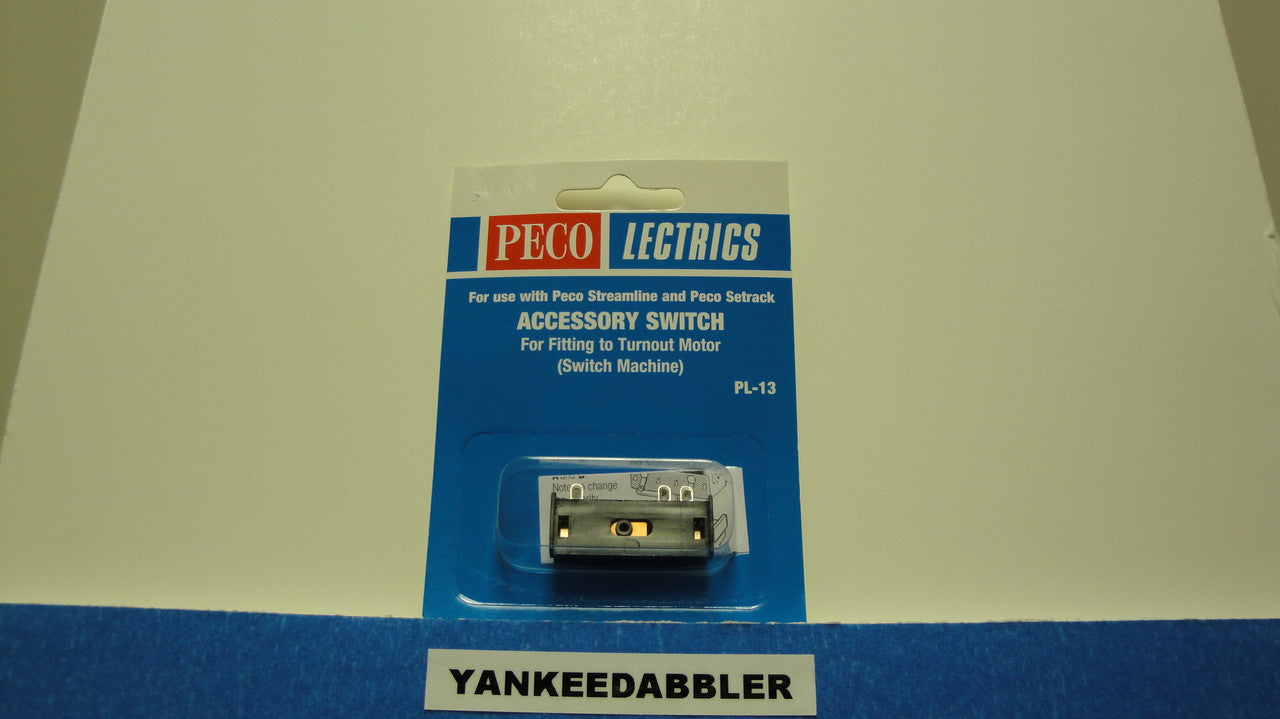 PECO LECTRICS
For use with Peco Streamline and Peco Setrack
ACCESSORY SWITCH
For Fitting to Turnout Motor
(Switch Machine)
PL-13
change
YANKEEDABBLER